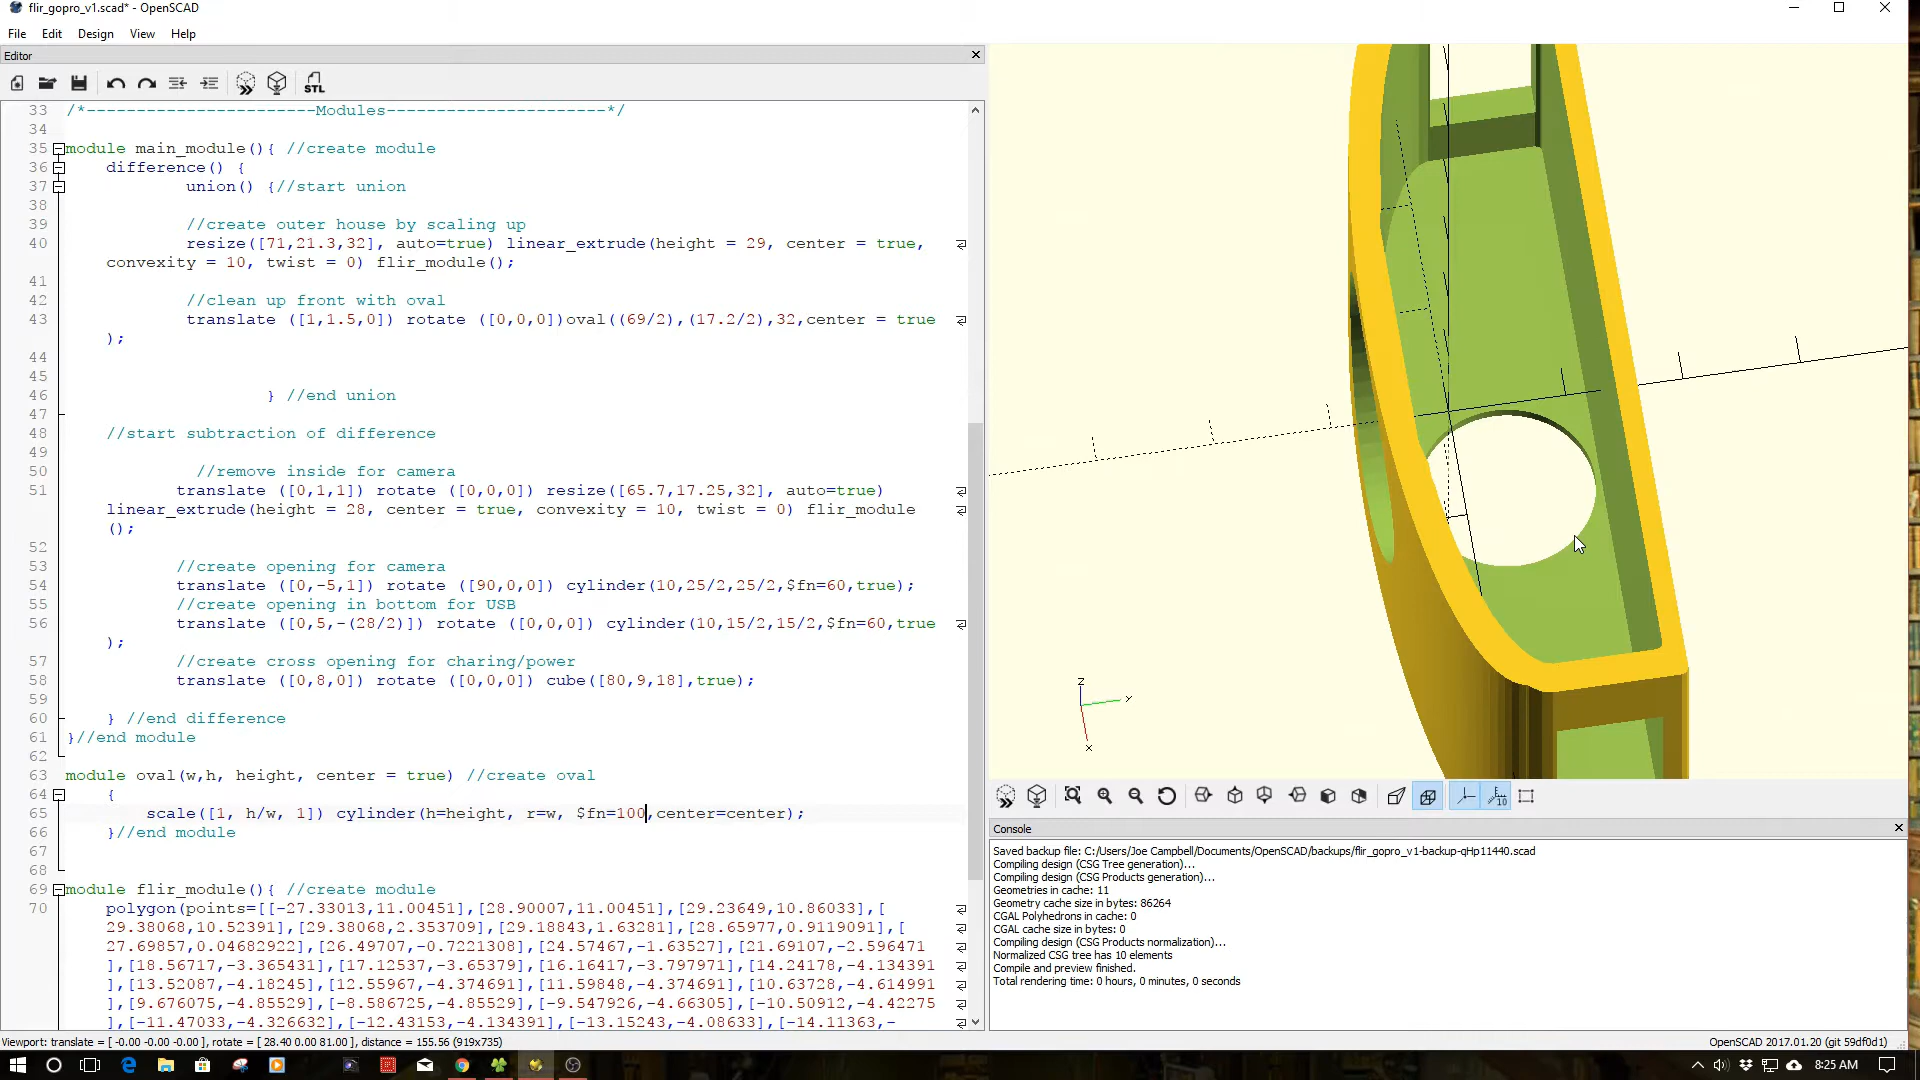 flir_gopro_v1.scad* - OpenSCAD
File Edit Design View Help
Editor
STL
33 /*-----------------------Modules----------------------*/
34
35 module main_module(){ //create module
36 difference() {
37 union() {//start union
38
39 //create outer house by scaling up
40 resize([71,21.3,32], auto=true) linear_extrude(height = 29, center = true,
convexity = 10, twist = 0) flir_module();
41
42 //clean up front with oval
43 translate ([1,1.5,0]) rotate ([0,0,0])oval((69/2),(17.2/2),32,center = true
);
44
45
46 } //end union
47
48 //start subtraction of difference
49
50 //remove inside for camera
51 translate ([0,1,1]) rotate ([0,0,0]) resize([65.7,17.25,32], auto=true)
linear_extrude(height = 28, center = true, convexity = 10, twist = 0) flir_module
();
52
53 //create opening for camera
54 translate ([0,-5,1]) rotate ([90,0,0]) cylinder(10,25/2,25/2,$fn=60,true);
55 //create opening in bottom for USB
56 translate ([0,5,-(28/2)]) rotate ([0,0,0]) cylinder(10,15/2,15/2,$fn=60,true
);
57 //create cross opening for charing/power
58 translate ([0,8,0]) rotate ([0,0,0]) cube([80,9,18],true);
59
60 } //end difference
61 }//end module
62
63 module oval(w,h, height, center = true) //create oval
64 {
65 scale([1, h/w, 1]) cylinder(h=height, r=w, $fn=100,center=center);
66 }//end module
67
68
69 module flir_module(){ //create module
70 polygon(points=[[-27.33013,11.00451],[28.90007,11.00451],[29.23649,10.86033],[
29.38068,10.52391],[29.38068,2.353709],[29.18843,1.63281],[28.65977,0.9119091],[
27.69857,0.04682922],[26.49707,-0.7221308],[24.57467,-1.63527],[21.69107,-2.596471
],[18.56717,-3.365431],[17.12537,-3.65379],[16.16417,-3.797971],[14.24178,-4.134391
],[13.52087,-4.18245],[12.55967,-4.374691],[11.59848,-4.374691],[10.63728,-4.614991
],[9.676075,-4.85529],[-8.586725,-4.85529],[-9.547926,-4.66305],[-10.50912,-4.42275
],[-11.47033,-4.326632],[-12.43153,-4.134391],[-13.15243,-4.08633],[-14.11363,-
Z
Y
X
10
Console
Saved backup file: C:/Users/Joe Campbell/Documents/OpenSCAD/backups/flir_gopro_v1-backup-qHp11440.scad
Compiling design (CSG Tree generation)...
Compiling design (CSG Products generation)...
Geometries in cache: 11
Geometry cache size in bytes: 86264
CGAL Polyhedrons in cache: 0
CGAL cache size in bytes: 0
Compiling design (CSG Products normalization)...
Normalized CSG tree has 10 elements
Compile and preview finished.
Total rendering time: 0 hours, 0 minutes, 0 seconds
Viewport: translate = [ -0.00 -0.00 -0.00 ], rotate = [ 28.40 0.00 81.00 ], distance = 155.56 (919x735)
OpenSCAD 2017.01.20 (git 59df0d1)
8:25 AM